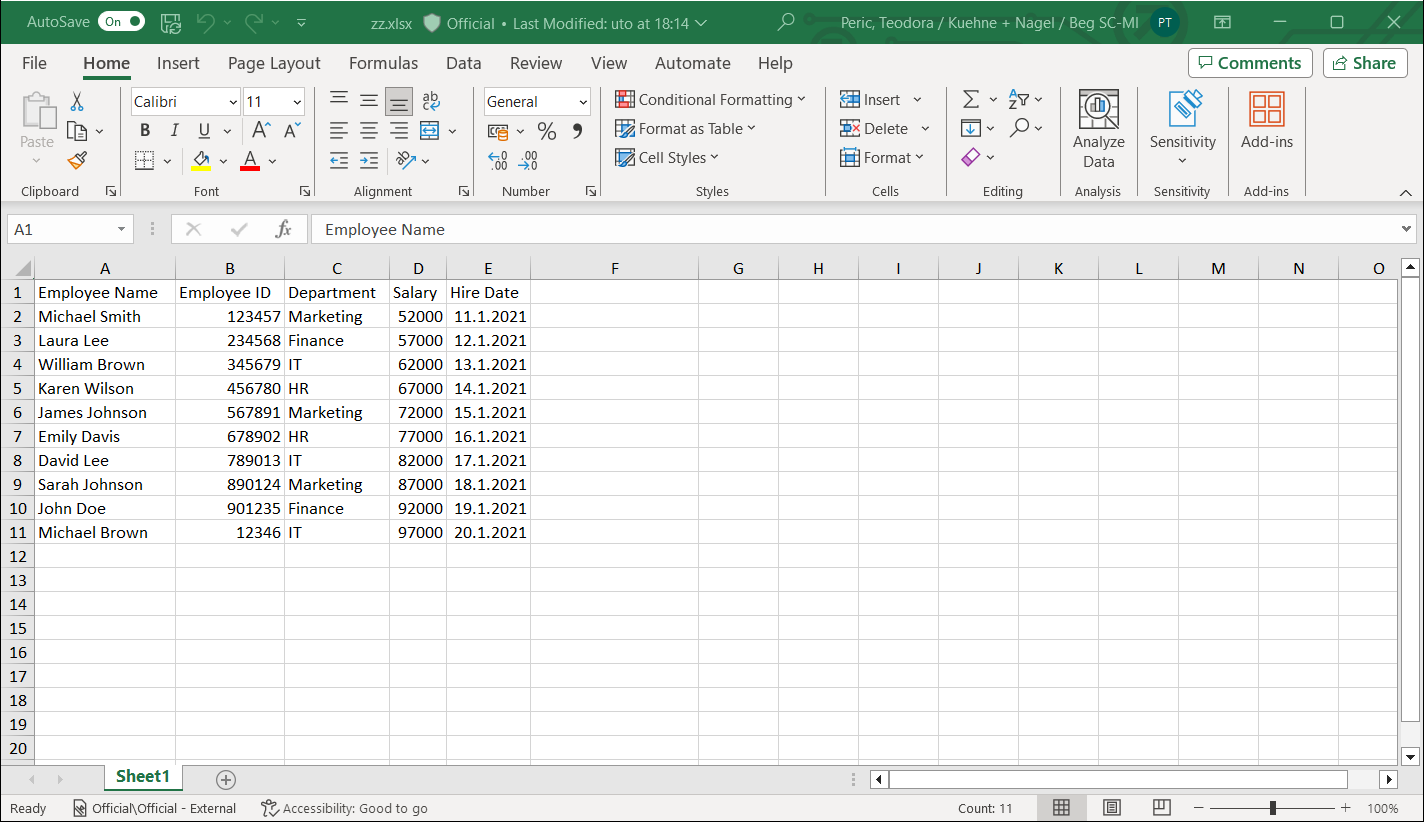 AutoSave On zz.xlsx Official • Last Modified: uto at 18:14 Peric, Teodora / Kuehne + Nagel / Beg SC-MI PT
File Home Insert Page Layout Formulas Data Review View Automate Help Comments Share
Calibri 11 General Conditional Formatting Insert
Paste B I U A A A % Format as Table Delete Analyze Data Sensitivity Add-ins
Cell Styles Format
Clipboard Font Alignment Number Styles Cells Editing Analysis Sensitivity Add-ins
A1 fx Employee Name
A B C D E F G H I J K L M N O
1 Employee Name Employee ID Department Salary Hire Date
2 Michael Smith 123457 Marketing 52000 11.1.2021
3 Laura Lee 234568 Finance 57000 12.1.2021
4 William Brown 345679 IT 62000 13.1.2021
5 Karen Wilson 456780 HR 67000 14.1.2021
6 James Johnson 567891 Marketing 72000 15.1.2021
7 Emily Davis 678902 HR 77000 16.1.2021
8 David Lee 789013 IT 82000 17.1.2021
9 Sarah Johnson 890124 Marketing 87000 18.1.2021
10 John Doe 901235 Finance 92000 19.1.2021
11 Michael Brown 12346 IT 97000 20.1.2021
12
13
14
15
16
17
18
19
20
Sheet1
Ready Official\Official - External Accessibility: Good to go Count: 11 100%